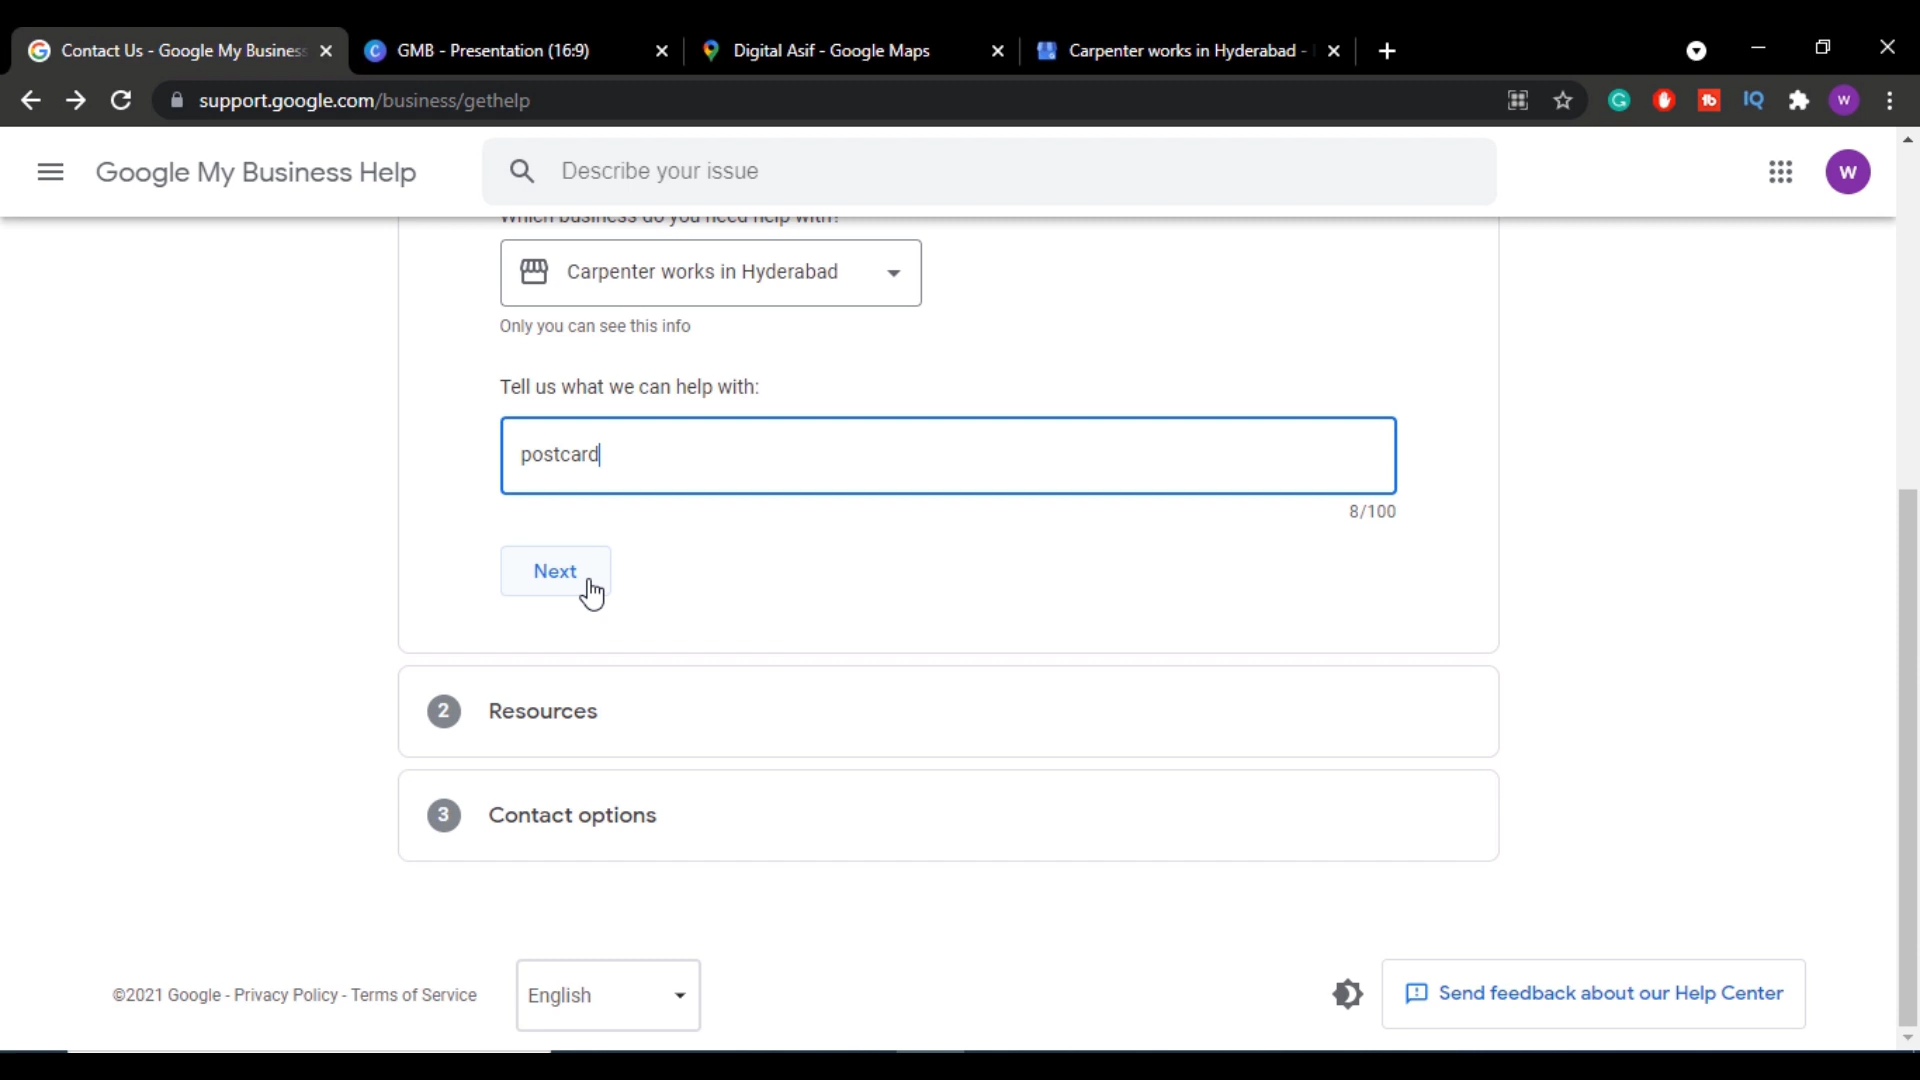 Contact Us - Google My Business
GMB - Presentation (16:9)
Digital Asif - Google Maps
Carpenter works in Hyderabad -
support.google.com/business/gethelp
tb
IQ
W
Google My Business Help
Describe your issue
W
Which business do you need help with?
Carpenter works in Hyderabad
Only you can see this info
Tell us what we can help with:
postcard
8/100
Next
2 Resources
3 Contact options
©2021 Google - Privacy Policy - Terms of Service
English
Send feedback about our Help Center